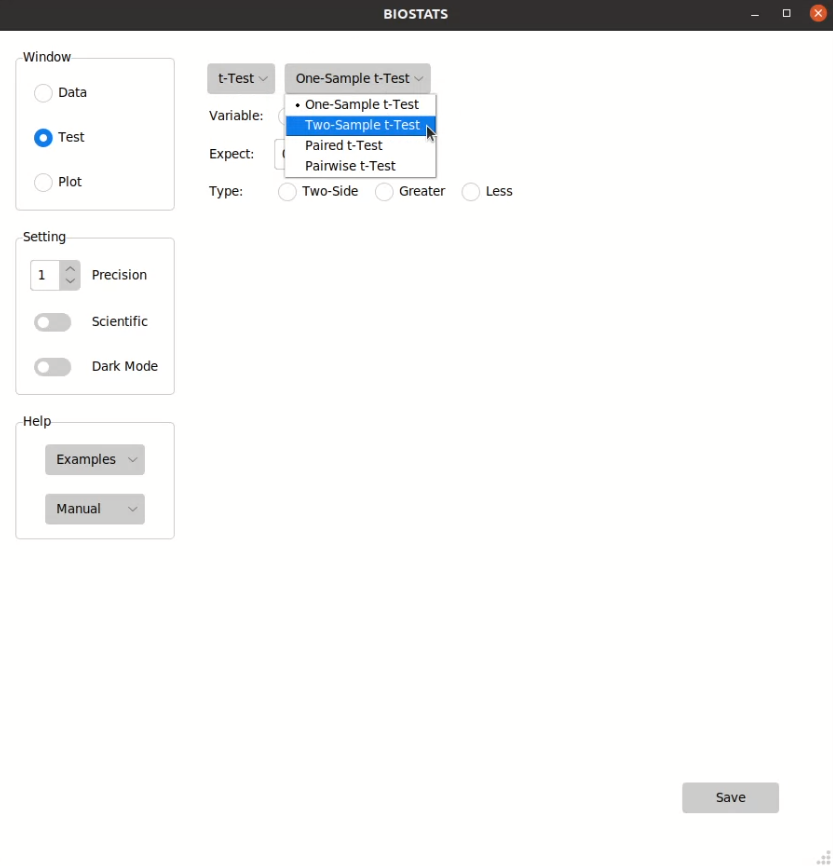 BIOSTATS
Window
Data
Test
Plot
Setting
1 Precision
Scientific
Dark Mode
Help
Examples
Manual
t-Test One-Sample t-Test
• One-Sample t-Test
Two-Sample t-Test
Paired t-Test
Pairwise t-Test
Variable:
Expect:
Type: Two-Side Greater Less
Save